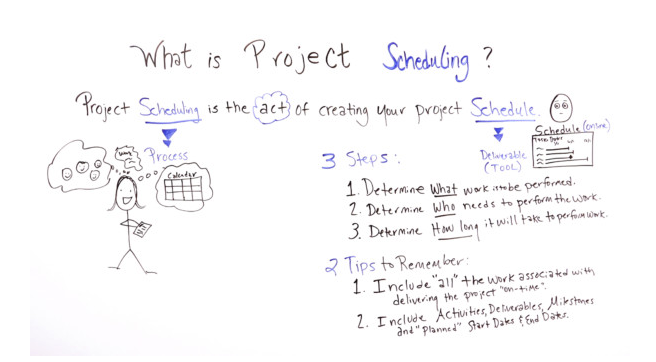 What is Project Scheduling?
Project Scheduling is the act of creating your project Schedule.
Process
Deliverable
(TOOL)
Schedule (online)
Calendar
3 Steps:
1. Determine What work is to be performed.
2. Determine Who needs to perform the work.
3. Determine How long it will take to perform work.
2 Tips to Remember:
1. Include "all" the work associated with
delivering the project "on-time".
2. Include Activities, Deliverables, Milestones
and "planned" Start Dates & End Dates.